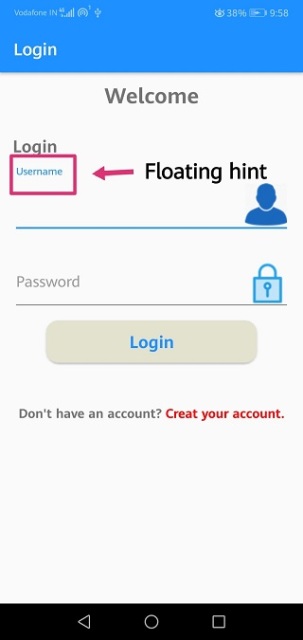 Vodafone IN 38% 9:58
Login
Welcome
Login
Username
Floating hint
Password
Login
Don't have an account? Creat your account.